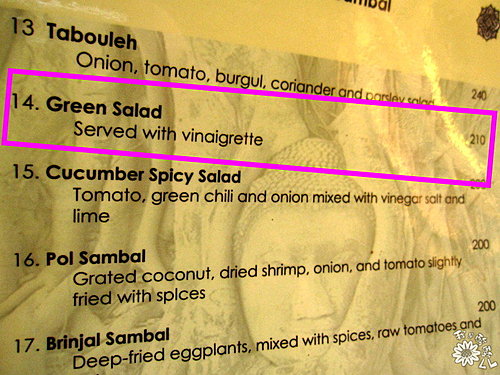 mbal
13 Tabouleh
Onion, tomato, burgul, coriander and parsley salad 240
14. Green Salad
Served with vinaigrette 210
15. Cucumber Spicy Salad
Tomato, green chili and onion mixed with vinegar salt and
lime
16. Pol Sambal 200
Grated coconut, dried shrimp, onion, and tomato slightly
fried with spices
17. Brinjal Sambal 200
Deep-fried eggplants, mixed with spices, raw tomatoes and